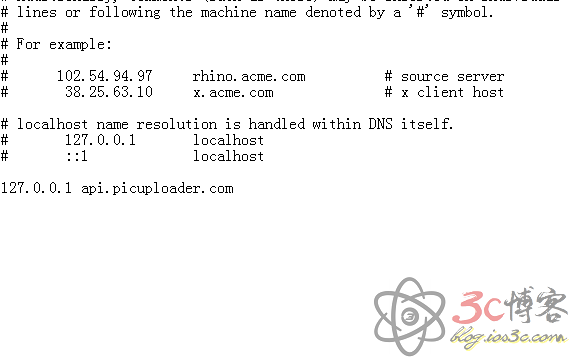 # lines or following the machine name denoted by a '#' symbol.
#
# For example:
#
#      102.54.94.97     rhino.acme.com          # source server
#       38.25.63.10     x.acme.com              # x client host
# localhost name resolution is handled within DNS itself.
#       127.0.0.1       localhost
#       ::1             localhost
127.0.0.1 api.picuploader.com
3c博客
blog.ios3c.com